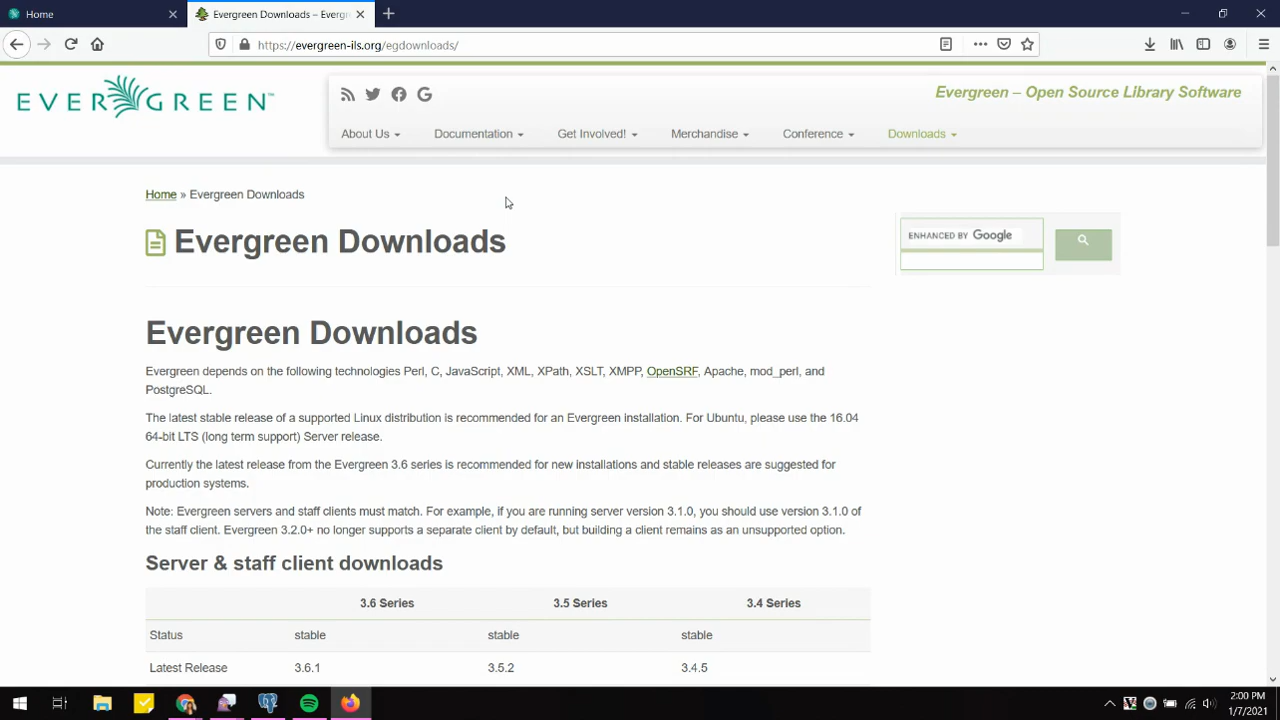 Home
Evergreen Downloads – Evergr
https://evergreen-ils.org/egdownloads/
EVERGREEN™
Evergreen – Open Source Library Software
About Us
Documentation
Get Involved!
Merchandise
Conference
Downloads
Home » Evergreen Downloads
Evergreen Downloads
ENHANCED BY Google
Evergreen Downloads
Evergreen depends on the following technologies Perl, C, JavaScript, XML, XPath, XSLT, XMPP, OpenSRF, Apache, mod_perl, and
PostgreSQL.
The latest stable release of a supported Linux distribution is recommended for an Evergreen installation. For Ubuntu, please use the 16.04
64-bit LTS (long term support) Server release.
Currently the latest release from the Evergreen 3.6 series is recommended for new installations and stable releases are suggested for
production systems.
Note: Evergreen servers and staff clients must match. For example, if you are running server version 3.1.0, you should use version 3.1.0 of
the staff client. Evergreen 3.2.0+ no longer supports a separate client by default, but building a client remains as an unsupported option.
Server & staff client downloads
3.6 Series 3.5 Series 3.4 Series
Status stable stable stable
Latest Release 3.6.1 3.5.2 3.4.5
2:00 PM
1/7/2021